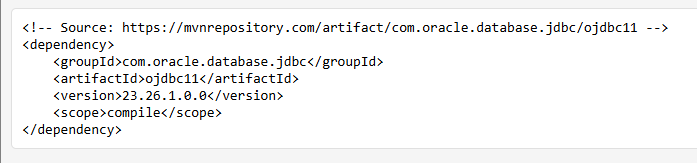 <!-- Source: https://mvnrepository.com/artifact/com.oracle.database.jdbc/ojdbc11 -->
<dependency>
    <groupId>com.oracle.database.jdbc</groupId>
    <artifactId>ojdbc11</artifactId>
    <version>23.26.1.0.0</version>
    <scope>compile</scope>
</dependency>